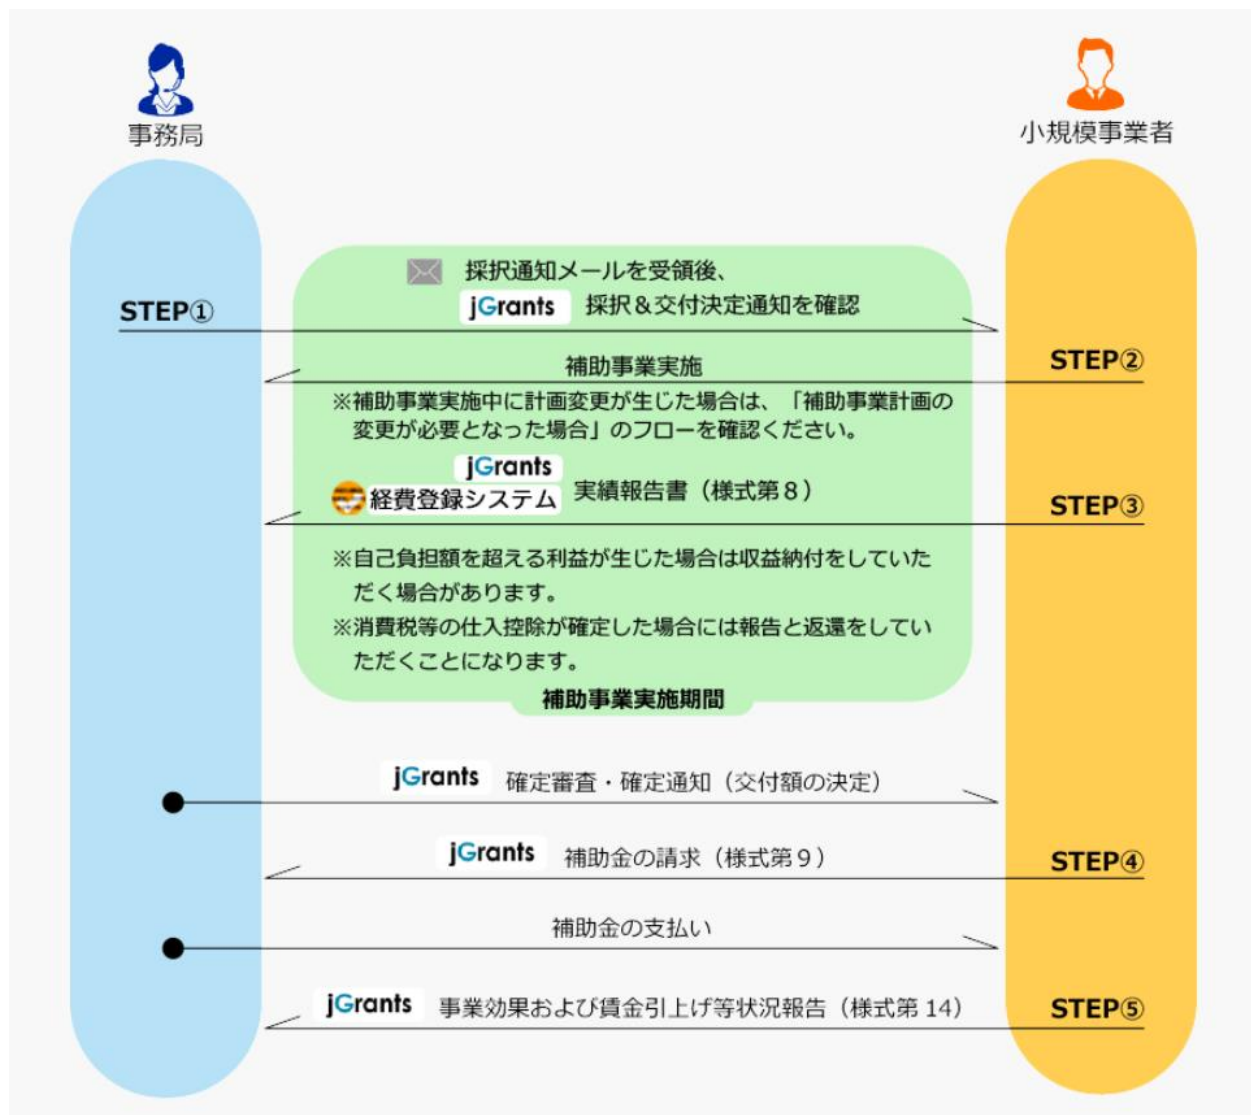 事務局
小規模事業者
採択通知メールを受領後、
STEP①
jGrants 採択＆交付決定通知を確認
補助事業実施
STEP②
※補助事業実施中に計画変更が生じた場合は、「補助事業計画の
変更が必要となった場合」のフローを確認ください。
jGrants
経費登録システム 実績報告書（様式第８）
STEP③
※自己負担額を超える利益が生じた場合は収益納付をしていた
だく場合があります。
※消費税等の仕入控除が確定した場合には報告と返還をしてい
ただくことになります。
補助事業実施期間
jGrants 確定審査・確定通知（交付額の決定）
jGrants 補助金の請求（様式第９）
STEP④
補助金の支払い
jGrants 事業効果および賃金引上げ等状況報告（様式第 14）
STEP⑤